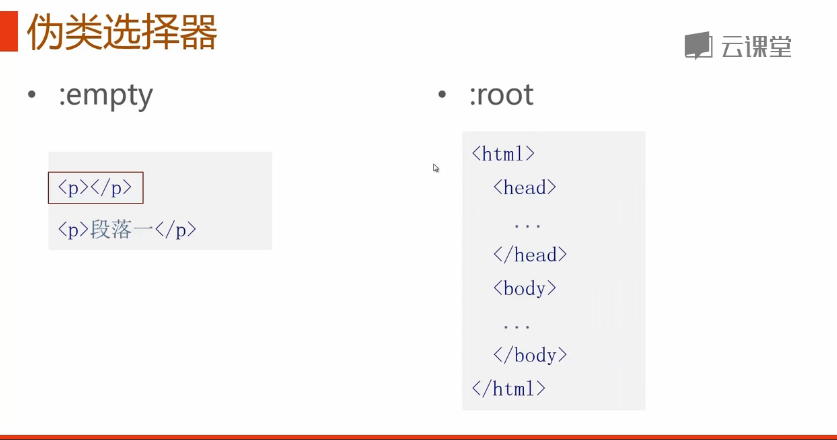 伪类选择器
云课堂
• :empty
<p></p>
<p>段落一</p>
• :root
<html>
<head>
...
</head>
<body>
...
</body>
</html>